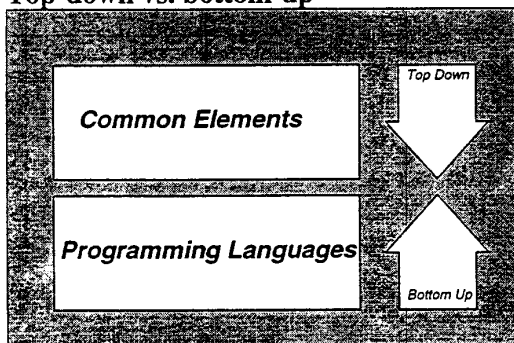 Top-down vs. bottom-up
Common Elements
Top Down
Programming Languages
Bottom Up